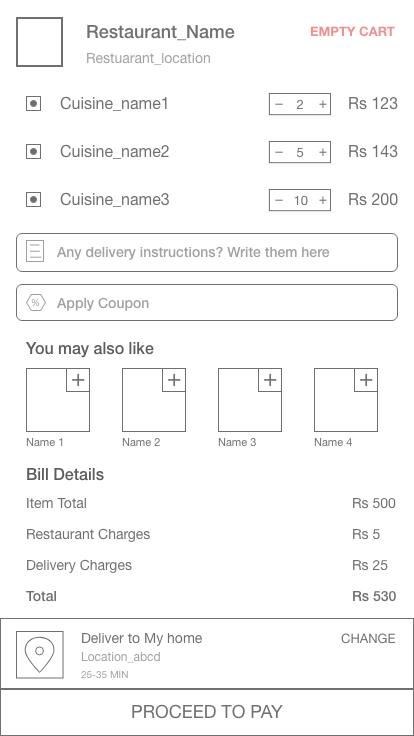 Restaurant_Name
EMPTY CART
Restuarant_location
Cuisine_name1 − 2 + Rs 123
Cuisine_name2 − 5 + Rs 143
Cuisine_name3 − 10 + Rs 200
Any delivery instructions? Write them here
% Apply Coupon
You may also like
+ + + +
Name 1 Name 2 Name 3 Name 4
Bill Details
Item Total Rs 500
Restaurant Charges Rs 5
Delivery Charges Rs 25
Total Rs 530
Deliver to My home CHANGE
Location_abcd
25-35 MIN
PROCEED TO PAY